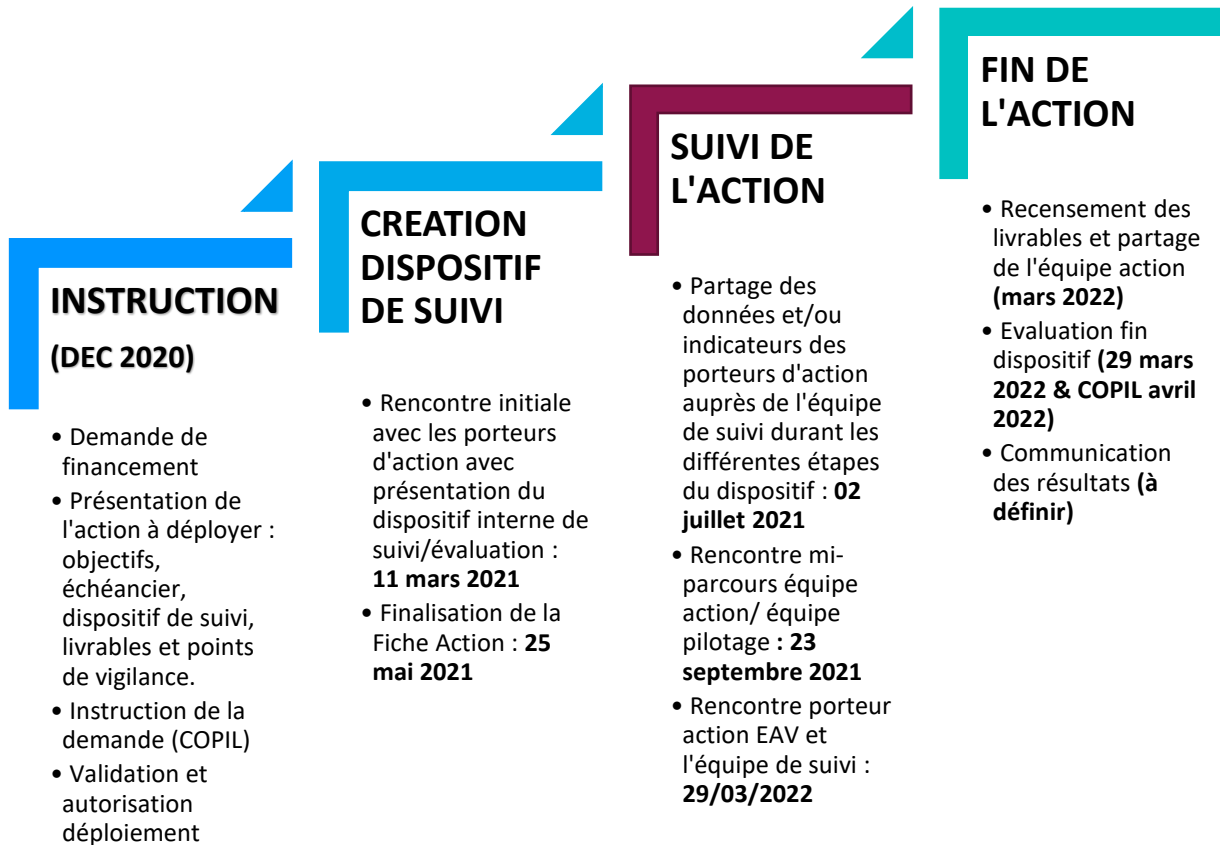 INSTRUCTION
(DEC 2020)
• Demande de
financement
• Présentation de
l'action à déployer :
objectifs,
échéancier,
dispositif de suivi,
livrables et points
de vigilance.
• Instruction de la
demande (COPIL)
• Validation et
autorisation
déploiement
CREATION
DISPOSITIF
DE SUIVI
• Rencontre initiale
avec les porteurs
d'action avec
présentation du
dispositif interne de
suivi/évaluation :
11 mars 2021
• Finalisation de la
Fiche Action : 25
mai 2021
SUIVI DE
L'ACTION
• Partage des
données et/ou
indicateurs des
porteurs d'action
auprès de l'équipe
de suivi durant les
différentes étapes
du dispositif : 02
juillet 2021
• Rencontre mi-
parcours équipe
action/ équipe
pilotage : 23
septembre 2021
• Rencontre porteur
action EAV et
l'équipe de suivi :
29/03/2022
FIN DE
L'ACTION
• Recensement des
livrables et partage
de l'équipe action
(mars 2022)
• Evaluation fin
dispositif (29 mars
2022 & COPIL avril
2022)
• Communication
des résultats (à
définir)